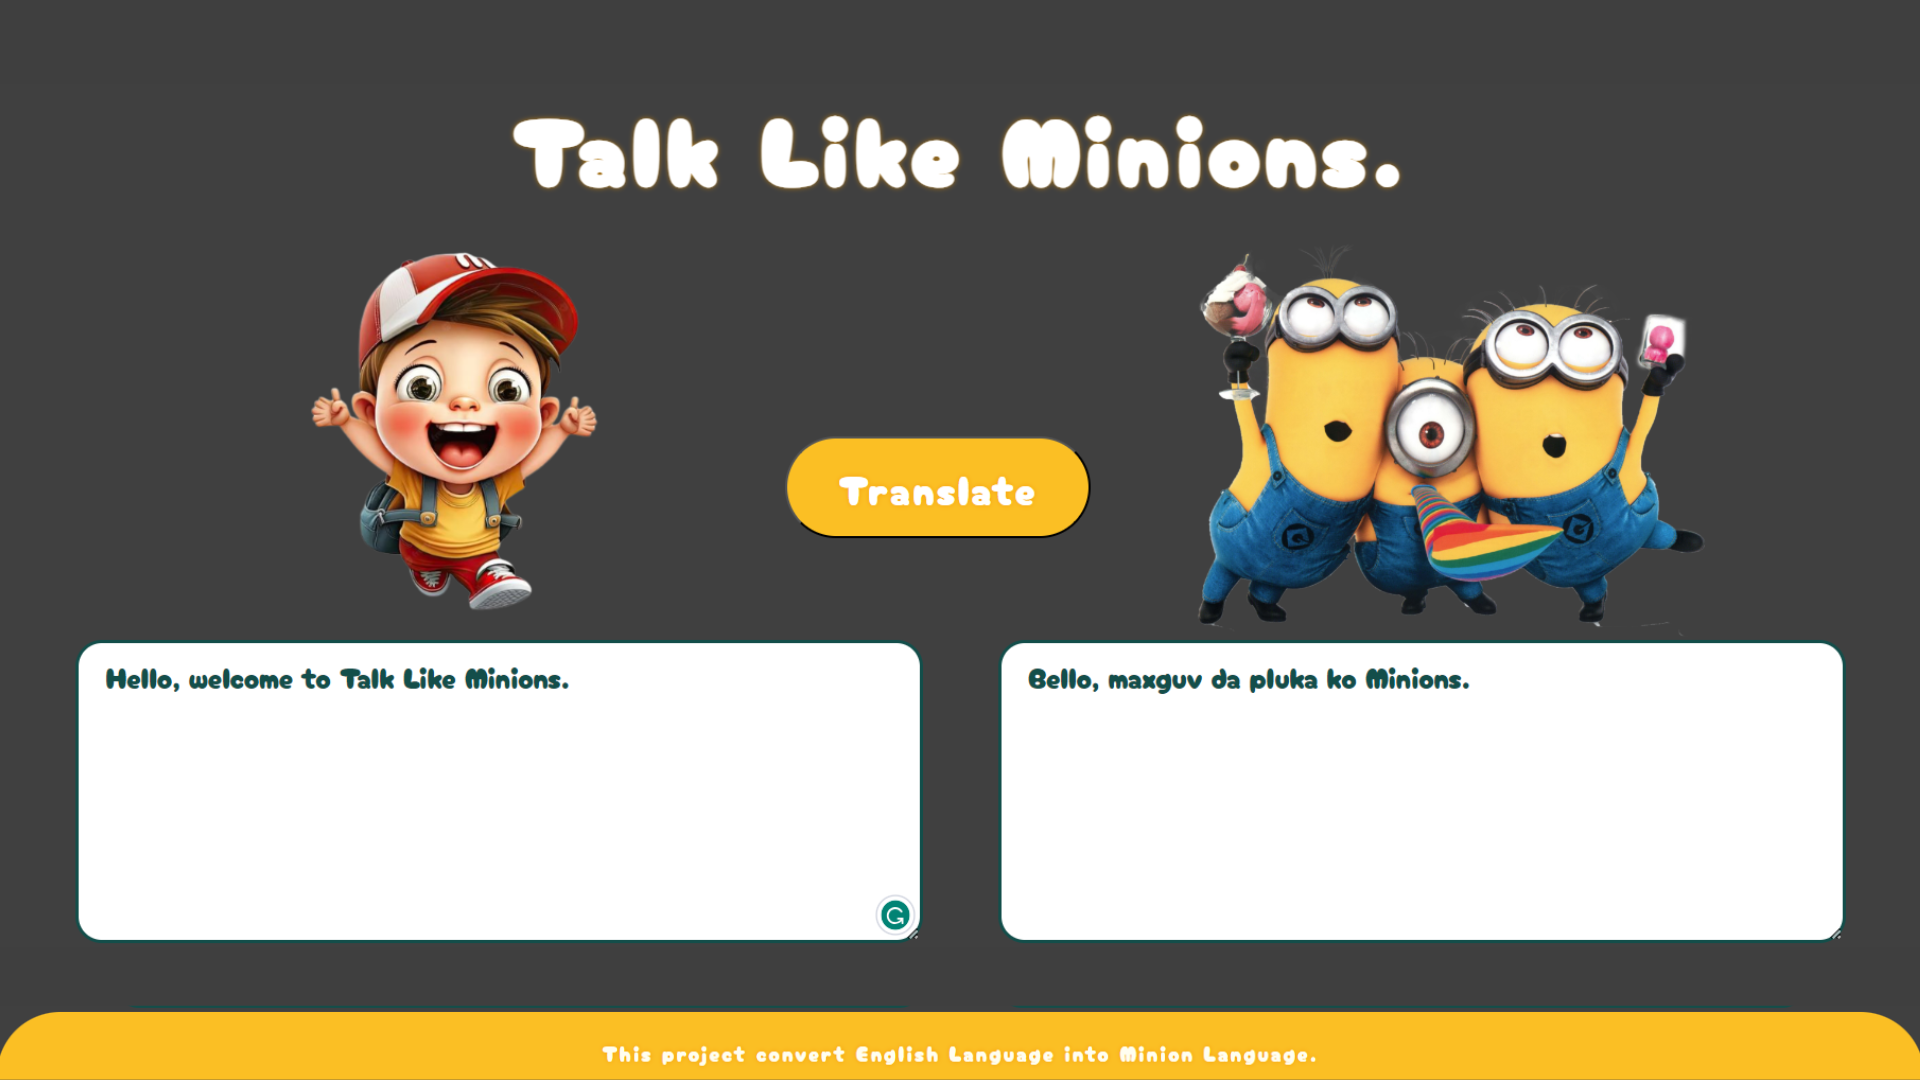 Talk Like Minions.
Translate
Hello, welcome to Talk Like Minions.
Bello, maxguv da pluka ko Minions.
This project convert English Language into Minion Language.